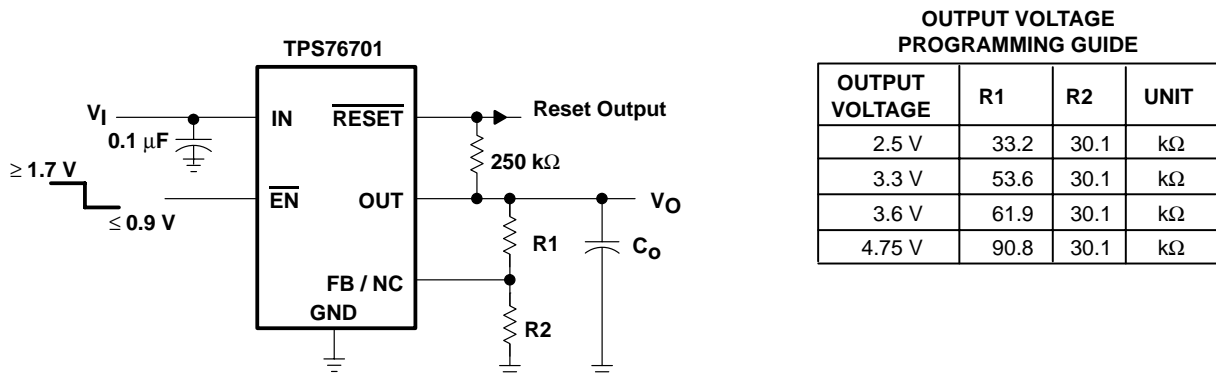 TPS76701
VI
0.1 μF
≥ 1.7 V
≤ 0.9 V
IN
RESET
EN
OUT
FB / NC
GND
Reset Output
250 kΩ
VO
R1
Co
R2
OUTPUT VOLTAGE
PROGRAMMING GUIDE
OUTPUT
VOLTAGE R1 R2 UNIT
2.5 V 33.2 30.1 kΩ
3.3 V 53.6 30.1 kΩ
3.6 V 61.9 30.1 kΩ
4.75 V 90.8 30.1 kΩ